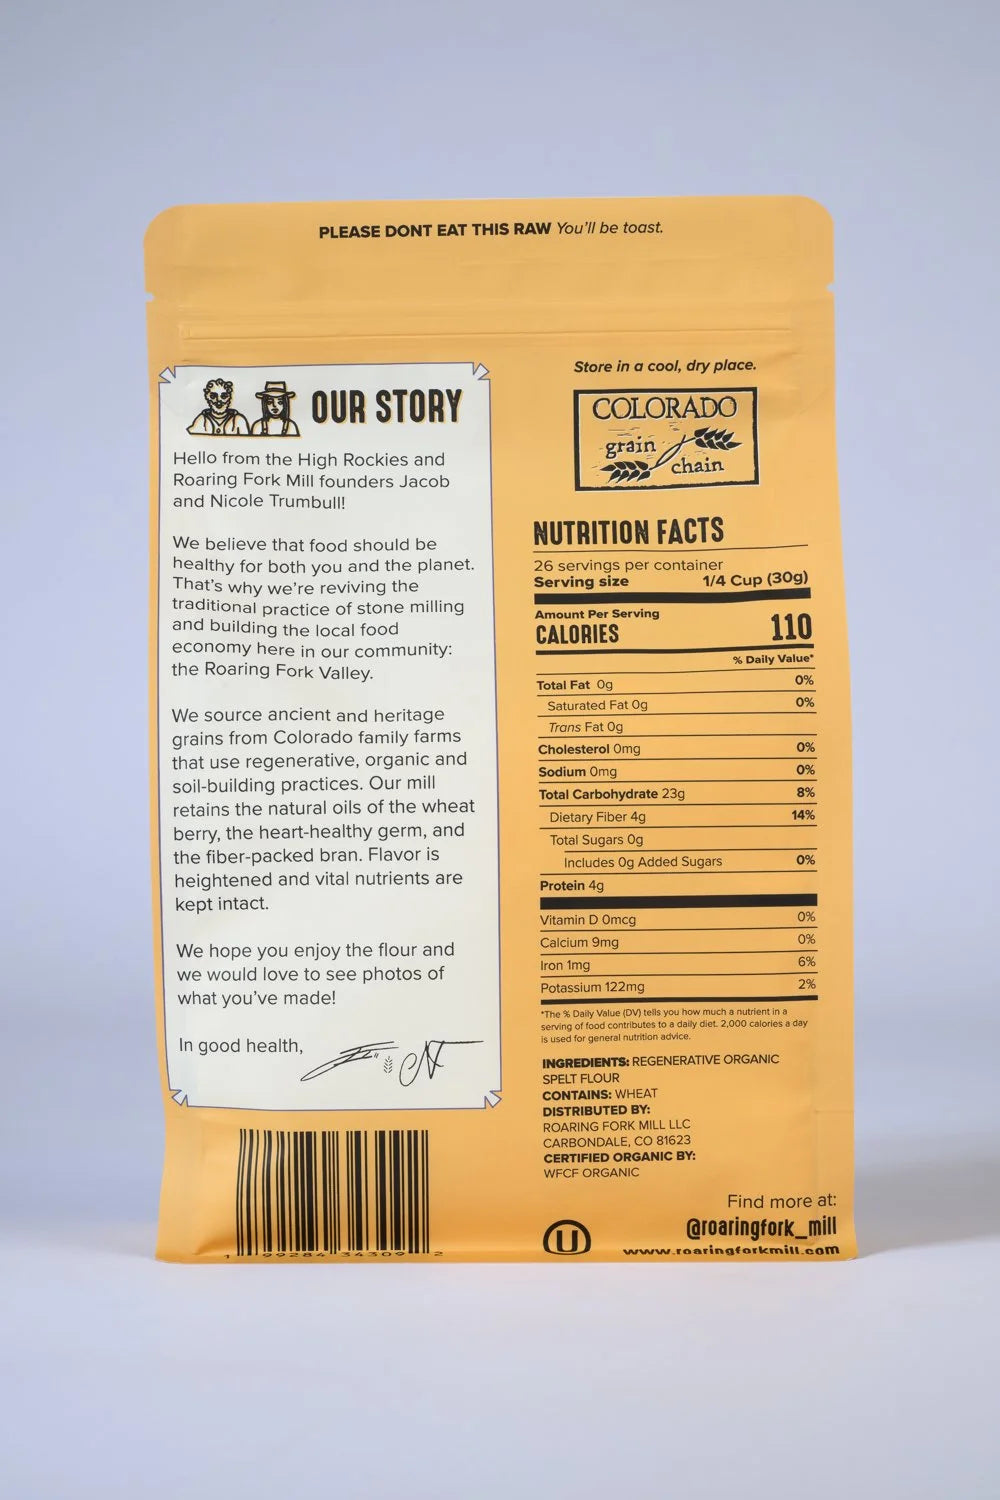 PLEASE DONT EAT THIS RAW You'll be toast.
OUR STORY
Hello from the High Rockies and
Roaring Fork Mill founders Jacob
and Nicole Trumbull!
We believe that food should be
healthy for both you and the planet.
That's why we're reviving the
traditional practice of stone milling
and building the local food
economy here in our community:
the Roaring Fork Valley.
We source ancient and heritage
grains from Colorado family farms
that use regenerative, organic and
soil-building practices. Our mill
retains the natural oils of the wheat
berry, the heart-healthy germ, and
the fiber-packed bran. Flavor is
heightened and vital nutrients are
kept intact.
We hope you enjoy the flour and
we would love to see photos of
what you've made!
In good health,
1 99284 34309 2
Store in a cool, dry place.
COLORADO
grain
chain
NUTRITION FACTS
26 servings per container
Serving size 1/4 Cup (30g)
Amount Per Serving
CALORIES 110
% Daily Value*
Total Fat 0g 0%
Saturated Fat 0g 0%
Trans Fat 0g
Cholesterol 0mg 0%
Sodium 0mg 0%
Total Carbohydrate 23g 8%
Dietary Fiber 4g 14%
Total Sugars 0g
Includes 0g Added Sugars 0%
Protein 4g
Vitamin D 0mcg 0%
Calcium 9mg 0%
Iron 1mg 6%
Potassium 122mg 2%
*The % Daily Value (DV) tells you how much a nutrient in a
serving of food contributes to a daily diet. 2,000 calories a day
is used for general nutrition advice.
INGREDIENTS: REGENERATIVE ORGANIC
SPELT FLOUR
CONTAINS: WHEAT
DISTRIBUTED BY:
ROARING FORK MILL LLC
CARBONDALE, CO 81623
CERTIFIED ORGANIC BY:
WFCF ORGANIC
Find more at:
@roaringfork_mill
U
www.roaringforkmill.com